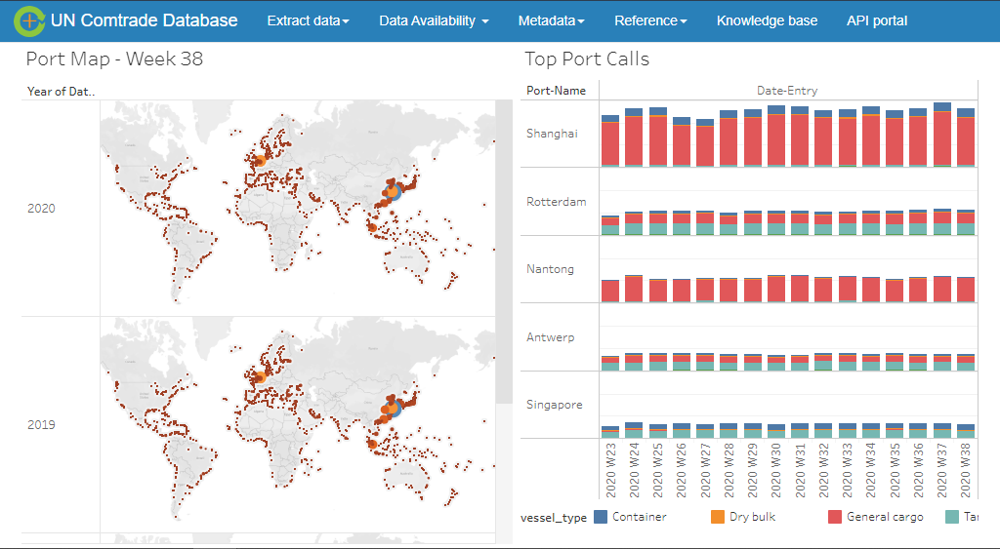 UN Comtrade Database Extract data Data Availability Metadata Reference Knowledge base API portal
Port Map - Week 38
Year of Dat..
2020
2019
Top Port Calls
Port-Name Date-Entry
Shanghai
Rotterdam
Nantong
Antwerp
Singapore
2020 W23
2020 W24
2020 W25
2020 W26
2020 W27
2020 W28
2020 W29
2020 W30
2020 W31
2020 W32
2020 W33
2020 W34
2020 W35
2020 W36
2020 W37
2020 W38
vessel_type Container Dry bulk General cargo Tar